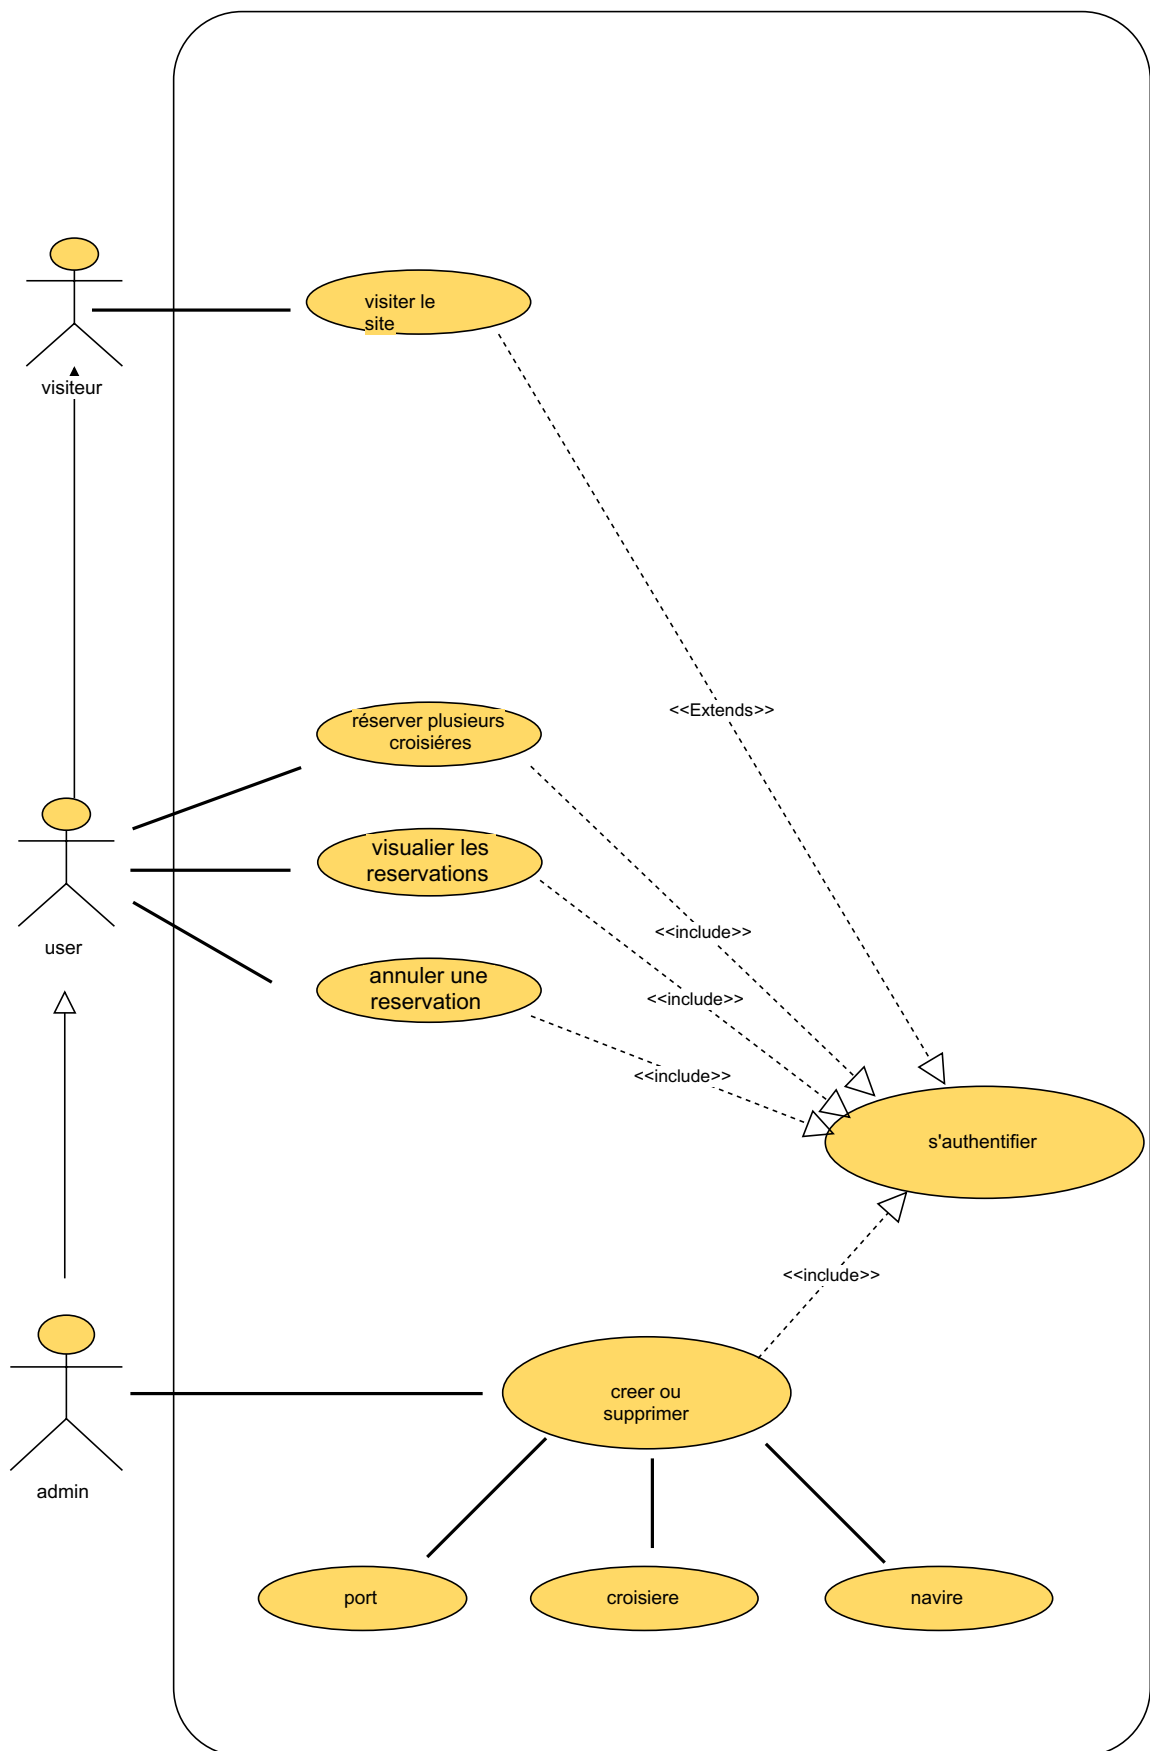 visiter le
site
visiteur
<<Extends>>
réserver plusieurs
croisiéres
visualier les
reservations
<<include>>
user
annuler une
reservation
<<include>>
<<include>>
s'authentifier
<<include>>
creer ou
supprimer
admin
port
croisiere
navire